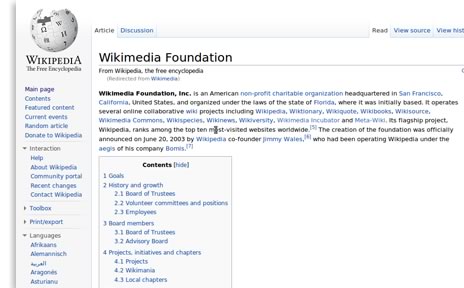 WIKIPEDIA
The Free Encyclopedia
Main page
Contents
Featured content
Current events
Random article
Donate to Wikipedia
Interaction
Help
About Wikipedia
Community portal
Recent changes
Contact Wikipedia
Toolbox
Print/export
Languages
Afrikaans
Alemannisch
العربية
Aragonés
Asturianu
Article Discussion Read View source View his
Wikimedia Foundation
From Wikipedia, the free encyclopedia
(Redirected from Wikimedia)
Wikimedia Foundation, Inc. is an American non-profit charitable organization headquartered in San Francisco,
California, United States, and organized under the laws of the state of Florida, where it was initially based. It operates
several online collaborative wiki projects including Wikipedia, Wiktionary, Wikiquote, Wikibooks, Wikisource,
Wikimedia Commons, Wikispecies, Wikinews, Wikiversity, Wikimedia Incubator and Meta-Wiki. Its flagship project,
Wikipedia, ranks among the top ten most-visited websites worldwide.[5] The creation of the foundation was officially
announced on June 20, 2003 by Wikipedia co-founder Jimmy Wales,[6] who had been operating Wikipedia under the
aegis of his company Bomis.[7]
Contents [hide]
1 Goals
2 History and growth
2.1 Board of Trustees
2.2 Volunteer committees and positions
2.3 Employees
3 Board members
3.1 Board of Trustees
3.2 Advisory Board
4 Projects, initiatives and chapters
4.1 Projects
4.2 Wikimania
4.3 Local chapters